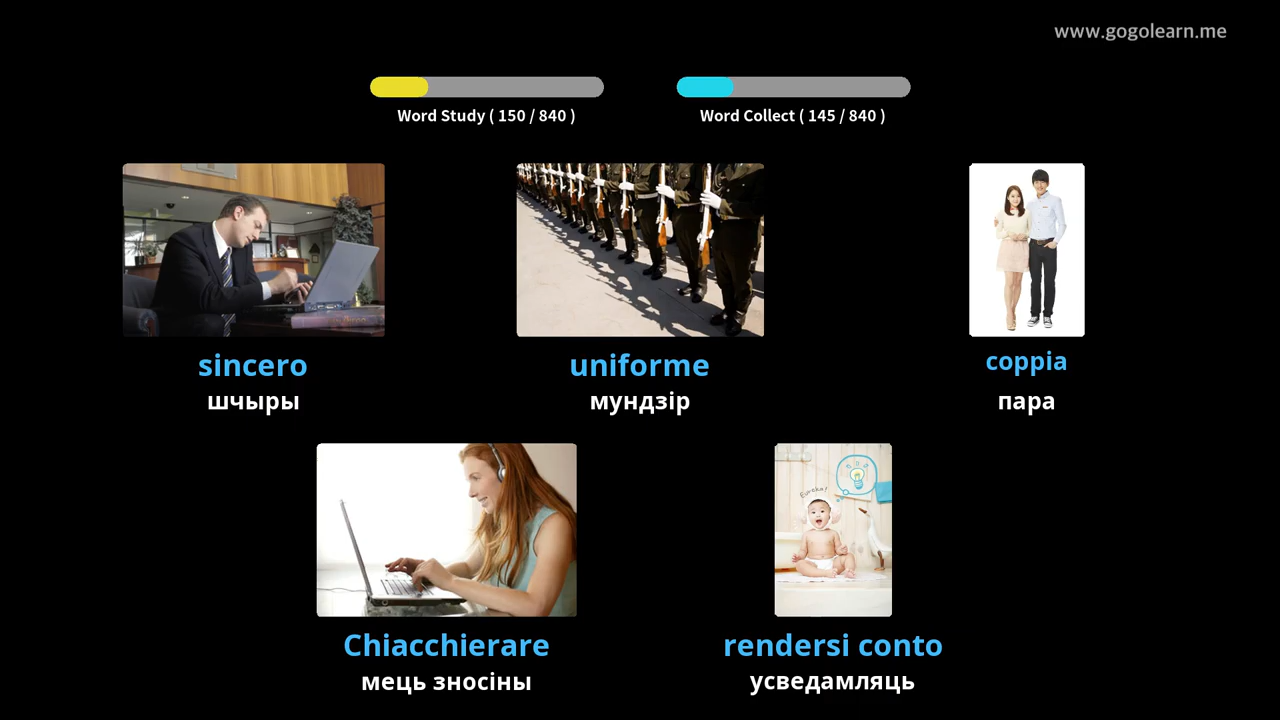 www.gogolearn.me
Word Study ( 150 / 840 )
Word Collect ( 145 / 840 )
sincero
шчыры
uniforme
мундзір
coppia
пара
Chiacchierare
мець зносіны
Eureka!
rendersi conto
усведамляць